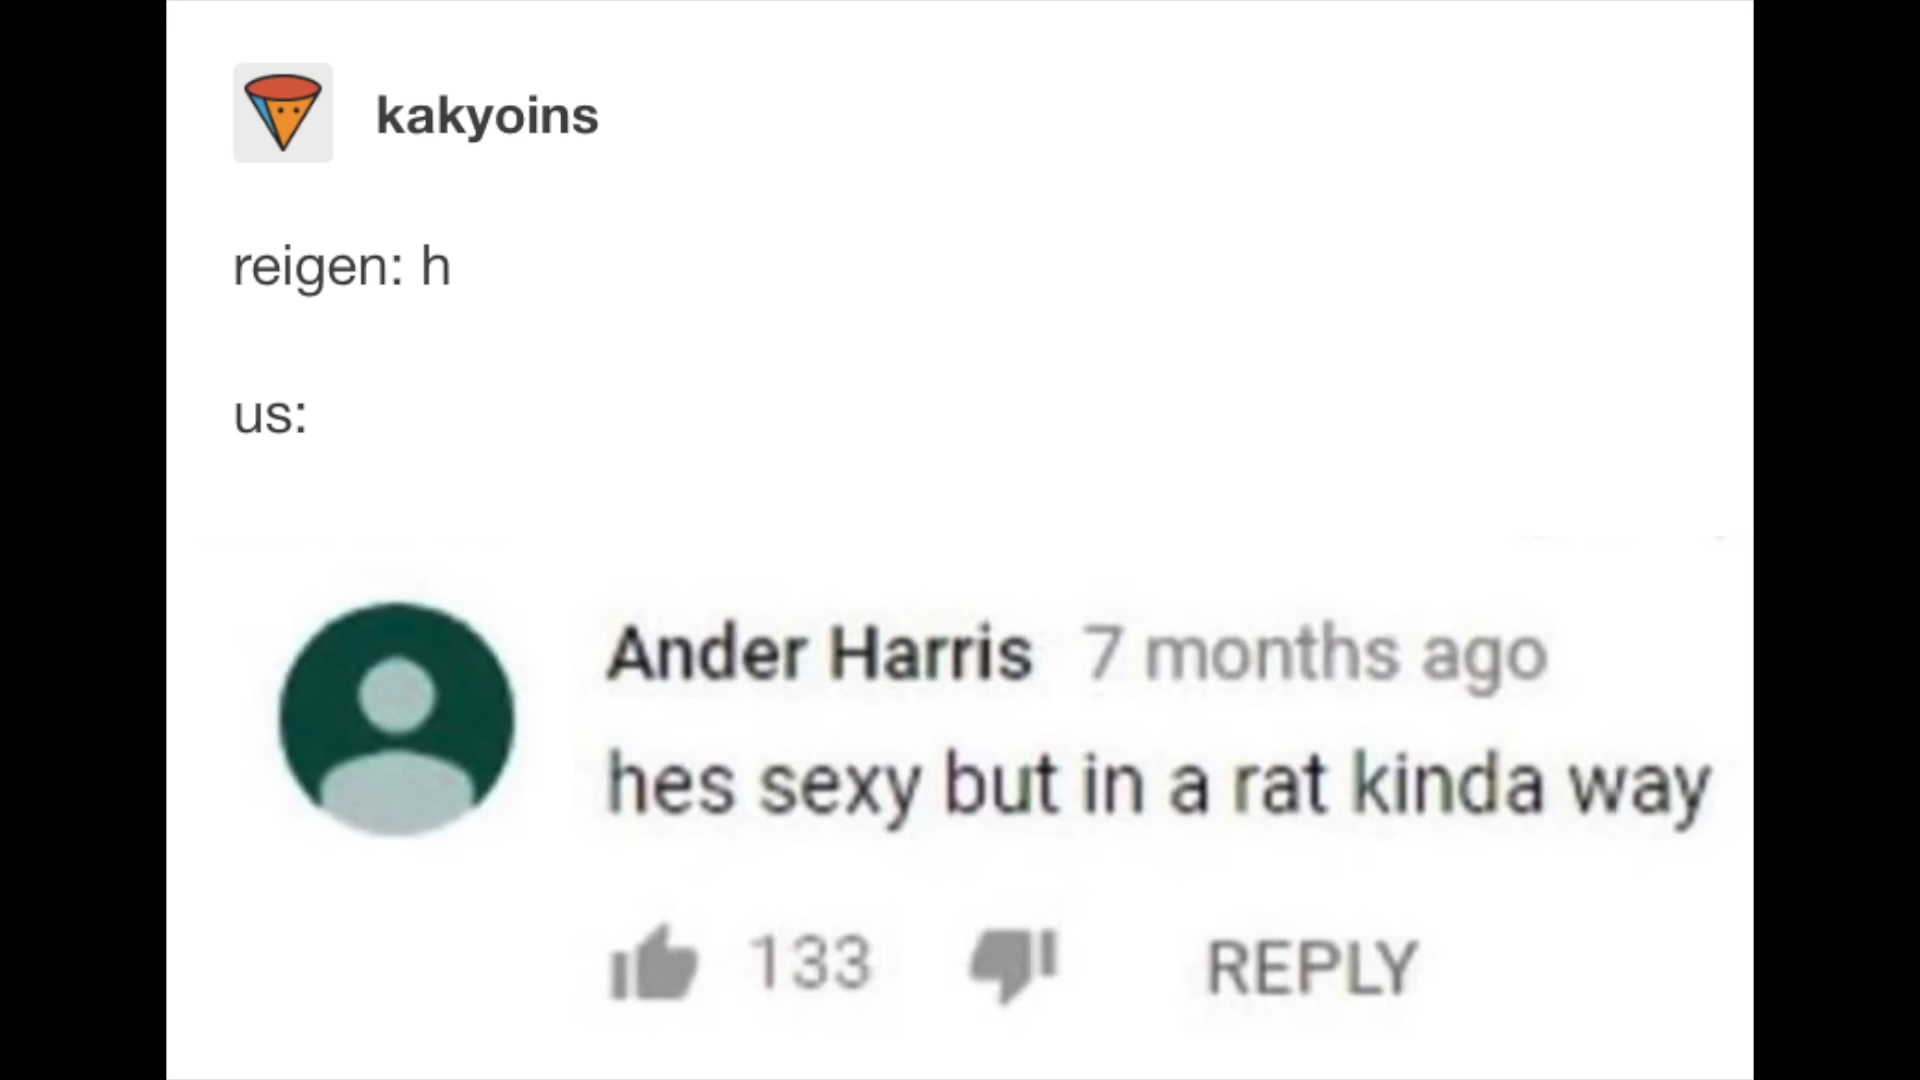 kakyoins
reigen: h
us:
Ander Harris 7 months ago
hes sexy but in a rat kinda way
133 REPLY